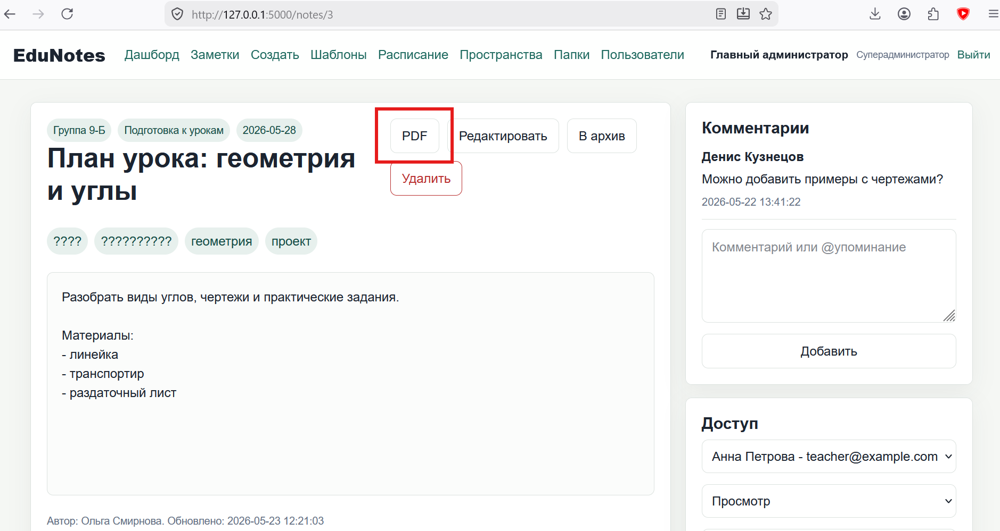 http://127.0.0.1:5000/notes/3
EduNotes Дашборд Заметки Создать Шаблоны Расписание Пространства Папки Пользователи Главный администратор Суперадминистратор Выйти
Группа 9-Б Подготовка к урокам 2026-05-28
План урока: геометрия
и углы
PDF Редактировать В архив
Удалить
???? ?????????? геометрия проект
Разобрать виды углов, чертежи и практические задания.
Материалы:
- линейка
- транспортир
- раздаточный лист
Автор: Ольга Смирнова. Обновлено: 2026-05-23 12:21:03
Комментарии
Денис Кузнецов
Можно добавить примеры с чертежами?
2026-05-22 13:41:22
Комментарий или @упоминание
Добавить
Доступ
Анна Петрова - teacher@example.com
Просмотр